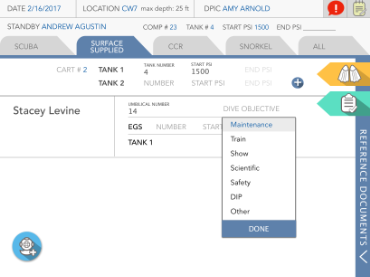 DATE 2/16/2017 LOCATION CW7 max depth: 25 ft DPIC AMY ARNOLD
STANDBY ANDREW AGUSTIN COMP # 23 TANK # 4 START PSI 1500 END PSI
SCUBA SURFACE SUPPLIED CCR SNORKEL ALL
TANK NUMBER START PSI
CART # 2 TANK 1 4 1500 END PSI
TANK 2 NUMBER START PSI END PSI
UMBILICAL NUMBER
Stacey Levine 14 DIVE OBJECTIVE
EGS NUMBER START
TANK 1
Maintenance
Train
Show
Scientific
Safety
DIP
Other
DONE
REFERENCE DOCUMENTS